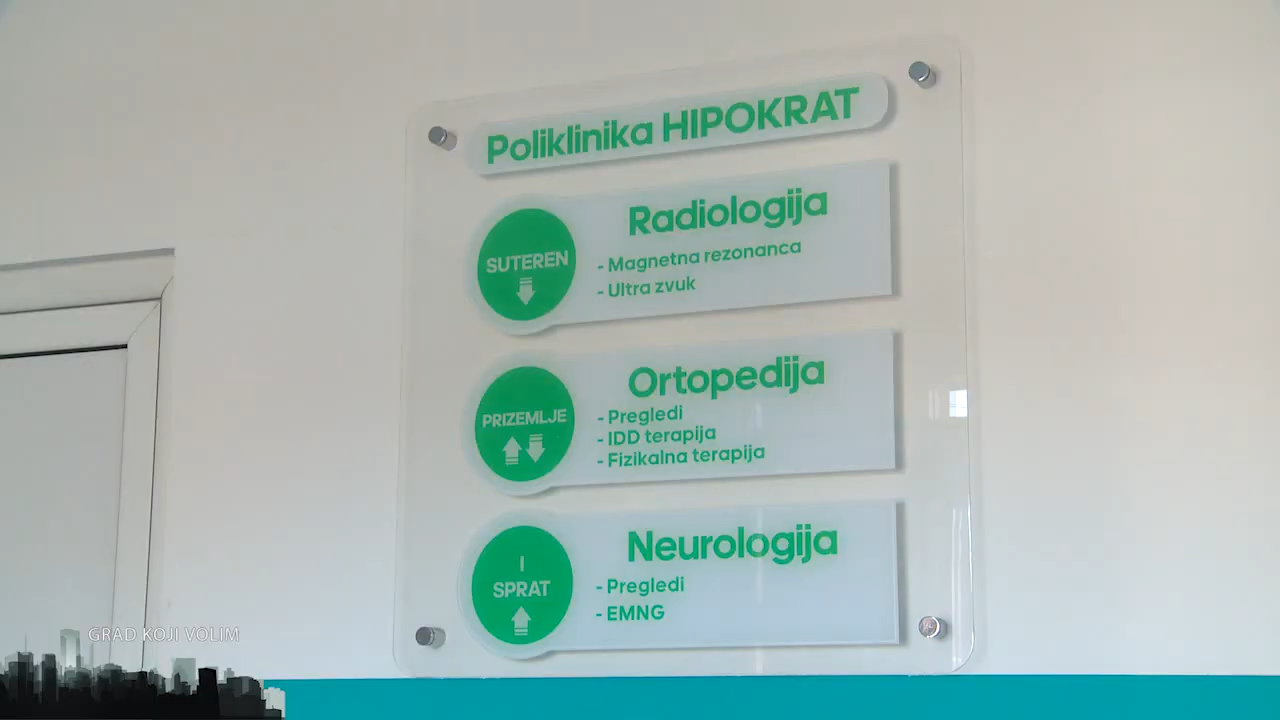 Poliklinika HIPOKRAT
SUTEREN
Radiologija
- Magnetna rezonanca
- Ultra zvuk
PRIZEMLJE
Ortopedija
- Pregledi
- IDD terapija
- Fizikalna terapija
I
SPRAT
Neurologija
- Pregledi
- EMNG
GRAD KOJI VOLIM